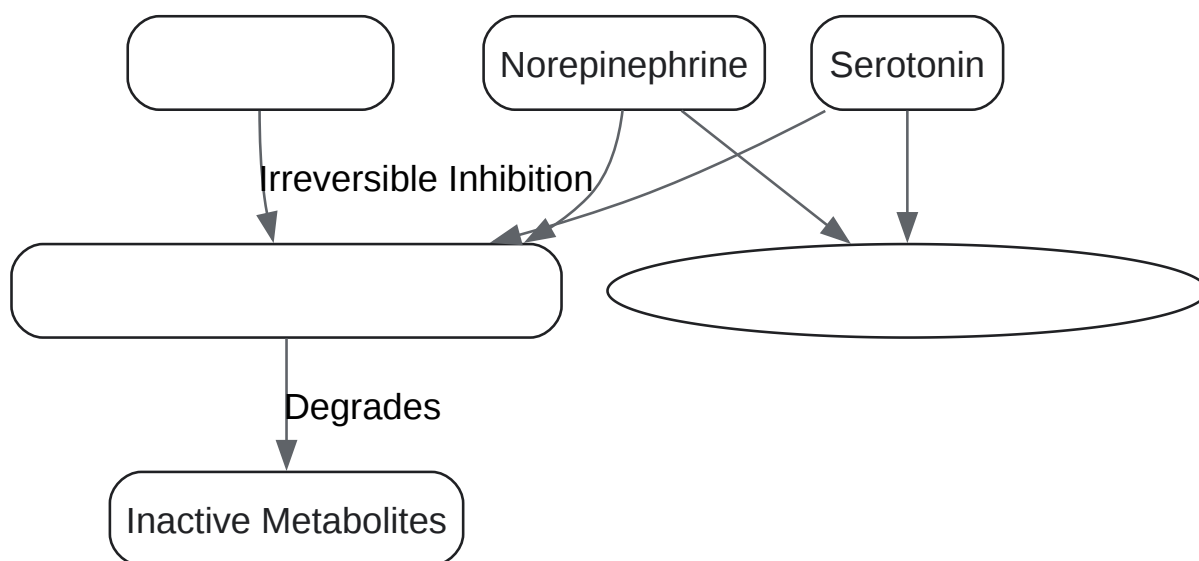 Norepinephrine
Serotonin
Irreversible Inhibition
Degrades
Inactive Metabolites